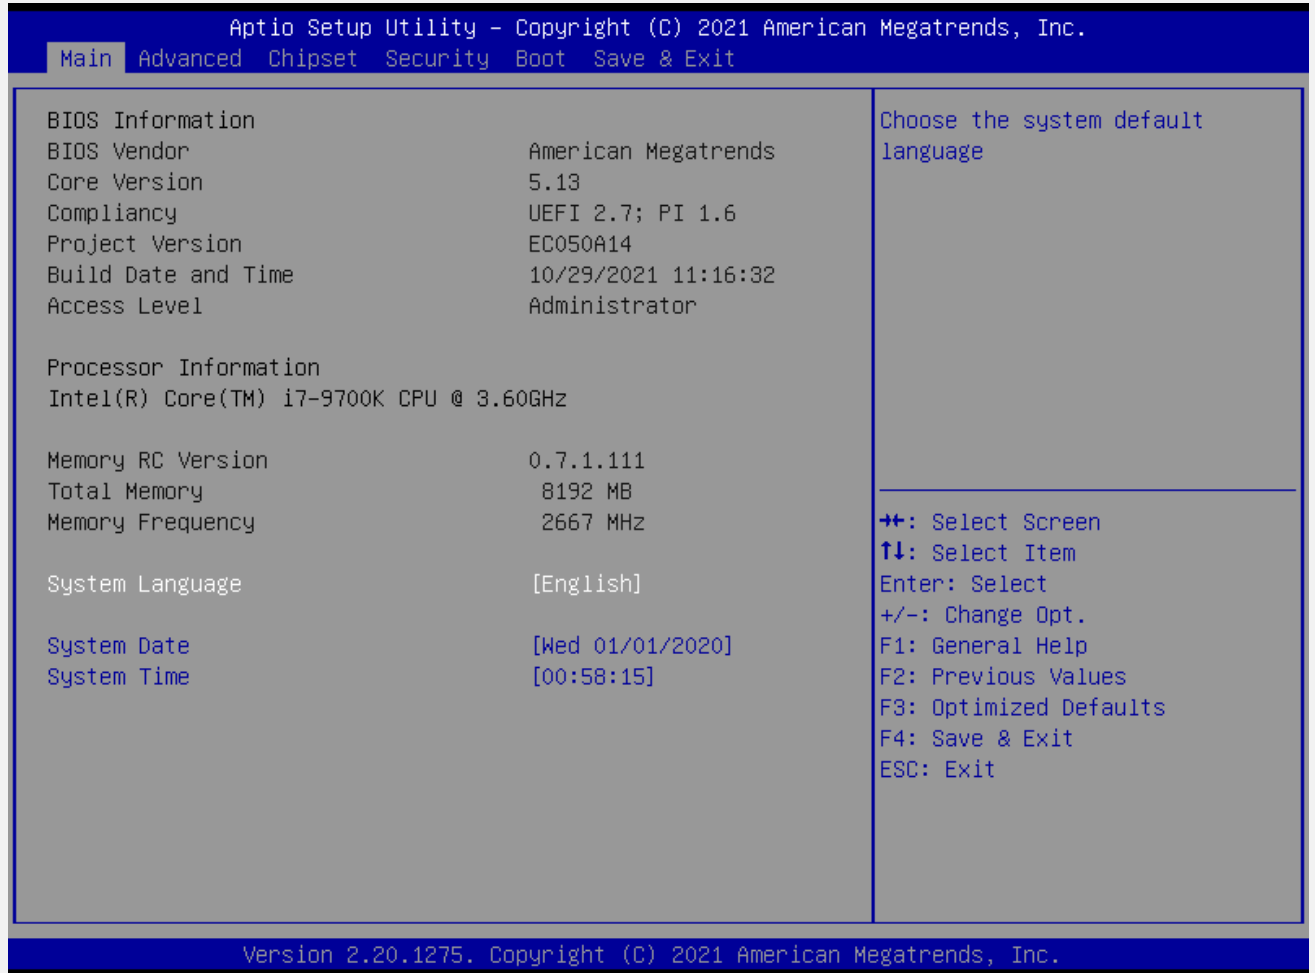 Aptio Setup Utility – Copyright (C) 2021 American Megatrends, Inc.
Main Advanced Chipset Security Boot Save & Exit
BIOS Information
BIOS Vendor American Megatrends
Core Version 5.13
Compliancy UEFI 2.7; PI 1.6
Project Version EC050A14
Build Date and Time 10/29/2021 11:16:32
Access Level Administrator
Processor Information
Intel(R) Core(TM) i7-9700K CPU @ 3.60GHz
Memory RC Version 0.7.1.111
Total Memory 8192 MB
Memory Frequency 2667 MHz
System Language [English]
System Date [Wed 01/01/2020]
System Time [00:58:15]
Choose the system default
language
→←: Select Screen
↑↓: Select Item
Enter: Select
+/-: Change Opt.
F1: General Help
F2: Previous Values
F3: Optimized Defaults
F4: Save & Exit
ESC: Exit
Version 2.20.1275. Copyright (C) 2021 American Megatrends, Inc.